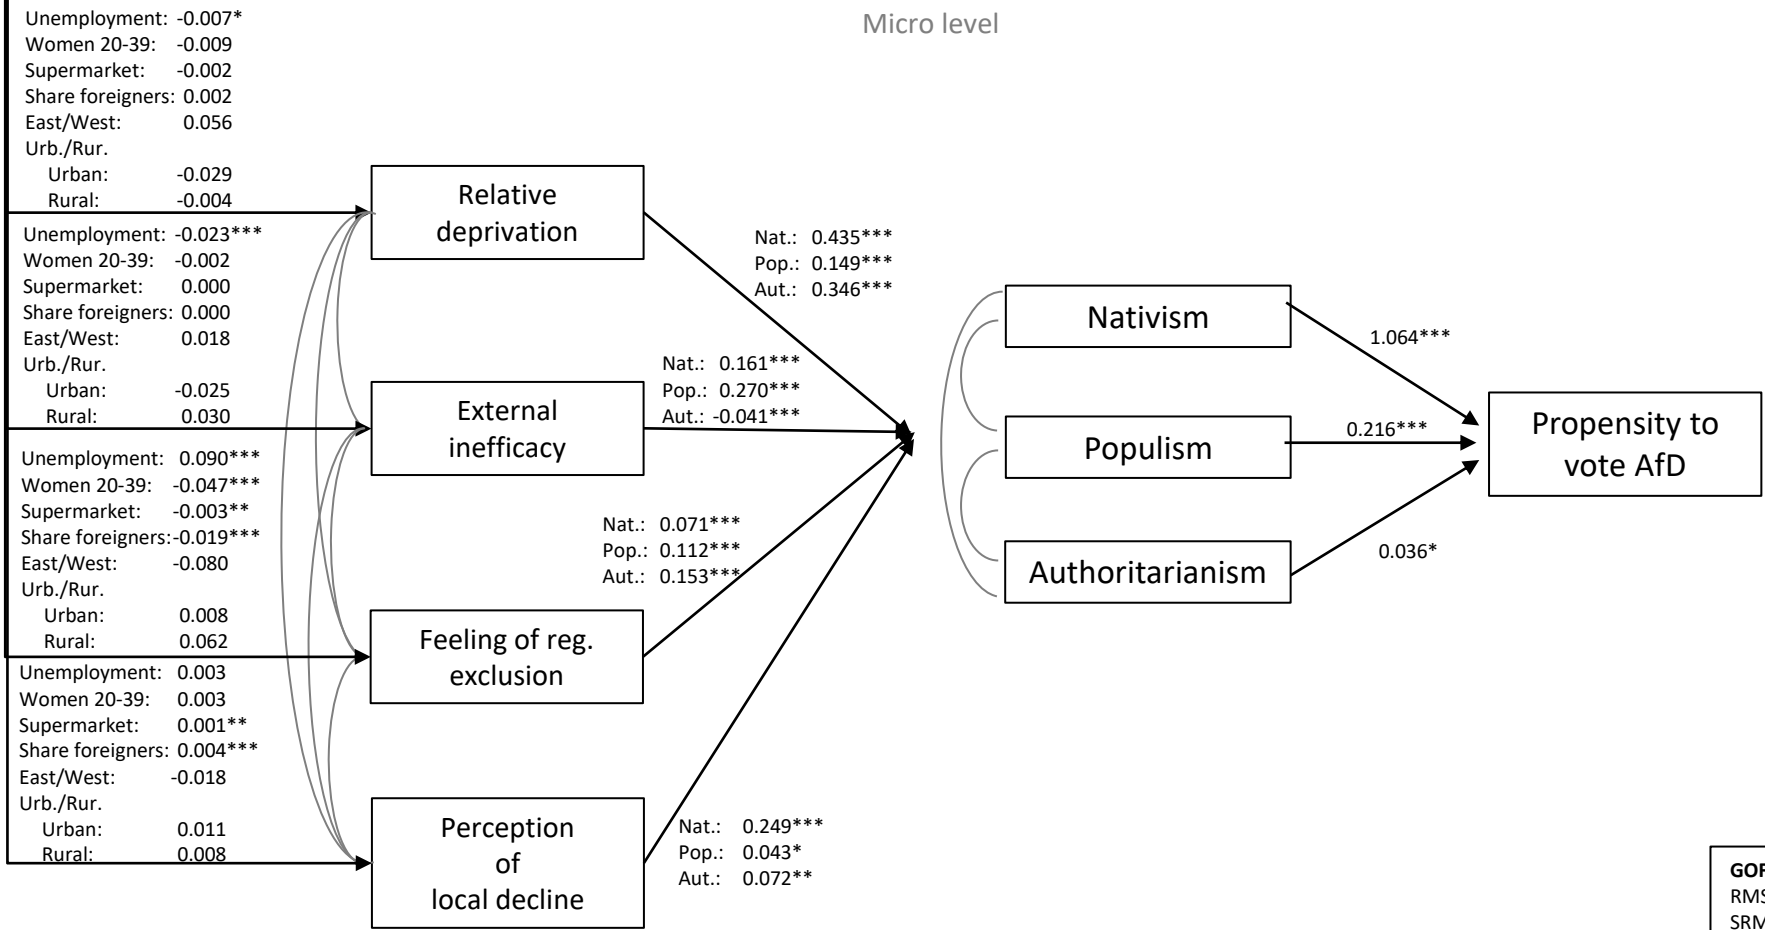 Micro level
Unemployment: -0.007*
Women 20-39: -0.009
Supermarket: -0.002
Share foreigners: 0.002
East/West: 0.056
Urb./Rur.
Urban: -0.029
Rural: -0.004
Unemployment: -0.023***
Women 20-39: -0.002
Supermarket: 0.000
Share foreigners: 0.000
East/West: 0.018
Urb./Rur.
Urban: -0.025
Rural: 0.030
Unemployment: 0.090***
Women 20-39: -0.047***
Supermarket: -0.003**
Share foreigners:-0.019***
East/West: -0.080
Urb./Rur.
Urban: 0.008
Rural: 0.062
Unemployment: 0.003
Women 20-39: 0.003
Supermarket: 0.001**
Share foreigners: 0.004***
East/West: -0.018
Urb./Rur.
Urban: 0.011
Rural: 0.008
Relative
deprivation
External
inefficacy
Feeling of reg.
exclusion
Perception
of
local decline
Nat.: 0.435***
Pop.: 0.149***
Aut.: 0.346***
Nat.: 0.161***
Pop.: 0.270***
Aut.: -0.041***
Nat.: 0.071***
Pop.: 0.112***
Aut.: 0.153***
Nat.: 0.249***
Pop.: 0.043*
Aut.: 0.072**
Nativism
Populism
Authoritarianism
1.064***
0.216***
0.036*
Propensity to
vote AfD